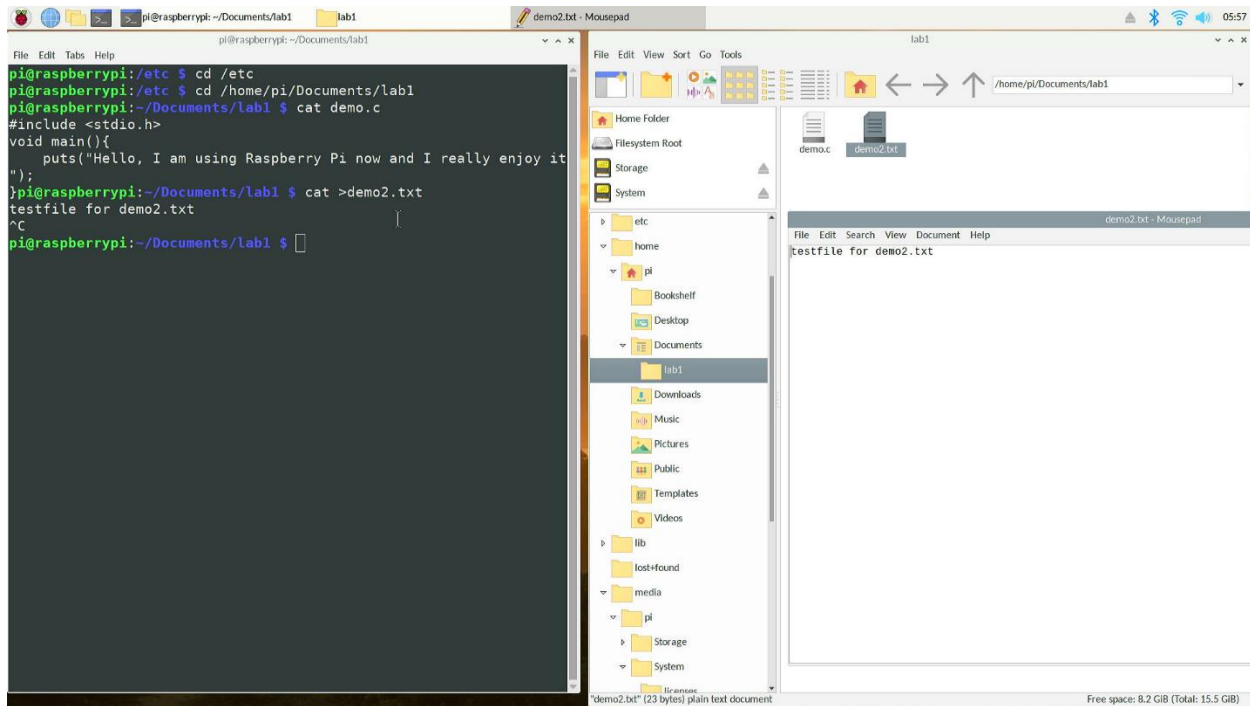 pi@raspberrypi: ~/Documents/lab1
lab1
demo2.txt - Mousepad
05:57
pi@raspberrypi: ~/Documents/lab1
File Edit Tabs Help
pi@raspberrypi:/etc $ cd /etc
pi@raspberrypi:/etc $ cd /home/pi/Documents/lab1
pi@raspberrypi:~/Documents/lab1 $ cat demo.c
#include <stdio.h>
void main(){
    puts("Hello, I am using Raspberry Pi now and I really enjoy it
");
}pi@raspberrypi:~/Documents/lab1 $ cat >demo2.txt
testfile for demo2.txt
^C
pi@raspberrypi:~/Documents/lab1 $
lab1
File Edit View Sort Go Tools
/home/pi/Documents/lab1
Home Folder
Filesystem Root
Storage
System
etc
home
pi
Bookshelf
Desktop
Documents
lab1
Downloads
Music
Pictures
Public
Templates
Videos
lib
lost+found
media
pi
Storage
System
licenses
demo.c
demo2.txt
demo2.txt - Mousepad
File Edit Search View Document Help
testfile for demo2.txt
"demo2.txt" (23 bytes) plain text document
Free space: 8.2 GiB (Total: 15.5 GiB)